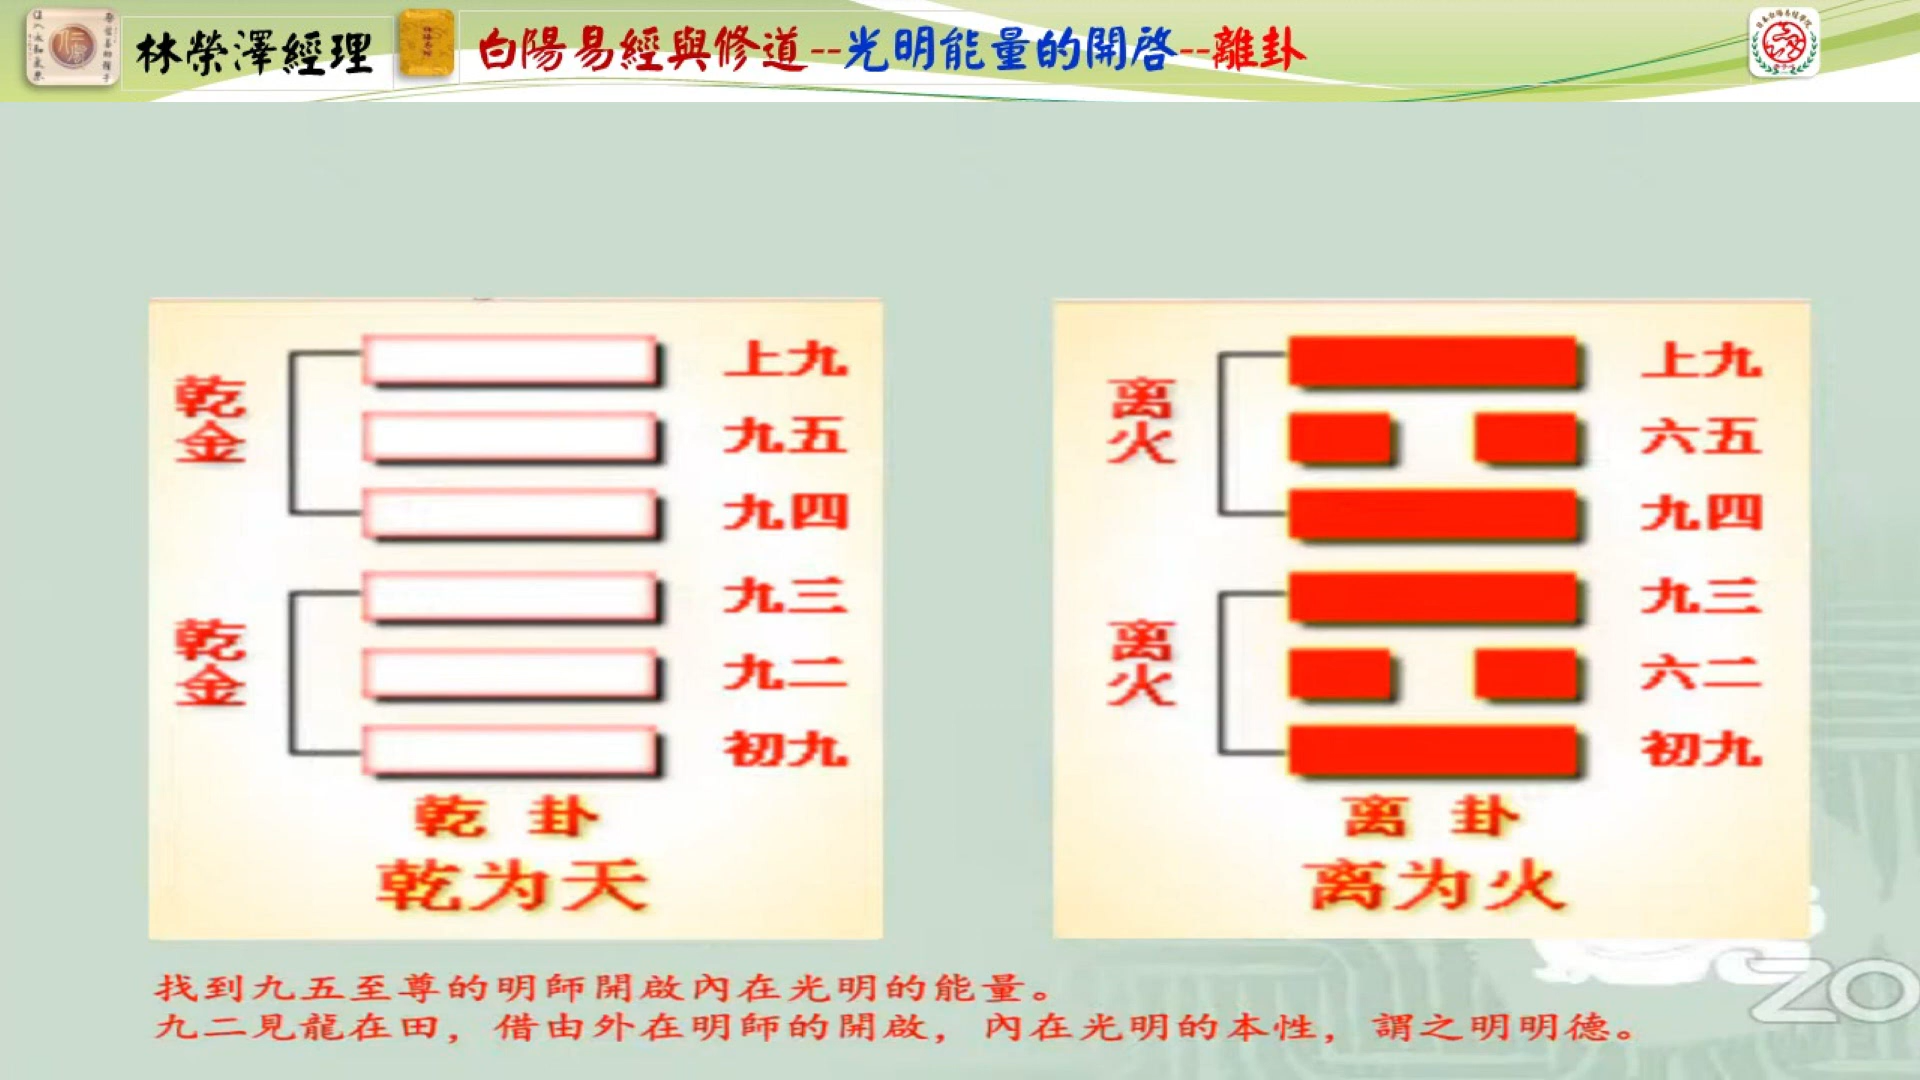 林榮澤經理
白陽易經與修道--光明能量的開啓--離卦
乾金
乾金
上九
九五
九四
九三
九二
初九
乾 卦
乾为天
离火
离火
上九
六五
九四
九三
六二
初九
离 卦
离为火
找到九五至尊的明師開啟內在光明的能量。
九二見龍在田，借由外在明師的開啟，內在光明的本性，謂之明明德。
ZO